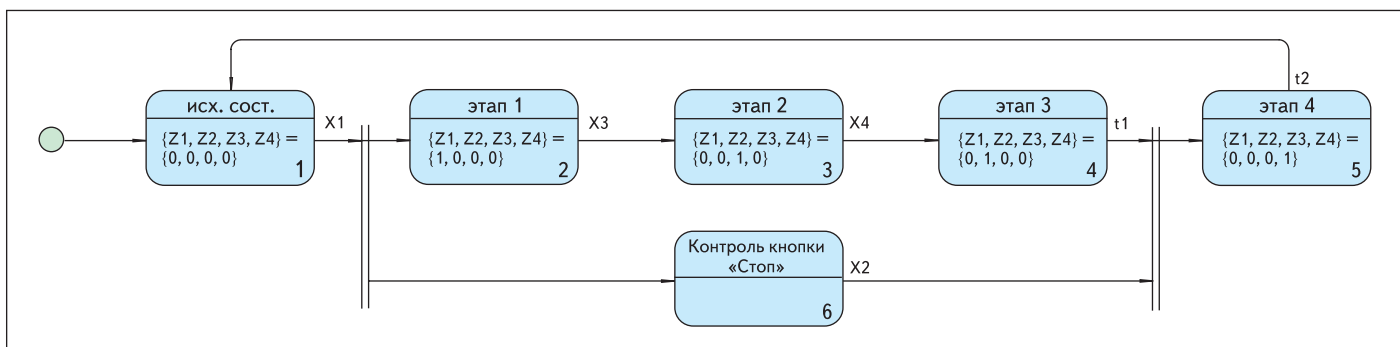 t2
исх. сост.
{Z1, Z2, Z3, Z4} =
{0, 0, 0, 0}
1
X1
этап 1
{Z1, Z2, Z3, Z4} =
{1, 0, 0, 0}
2
X3
этап 2
{Z1, Z2, Z3, Z4} =
{0, 0, 1, 0}
3
X4
этап 3
{Z1, Z2, Z3, Z4} =
{0, 1, 0, 0}
4
t1
этап 4
{Z1, Z2, Z3, Z4} =
{0, 0, 0, 1}
5
Контроль кнопки
«Стоп»
6
X2